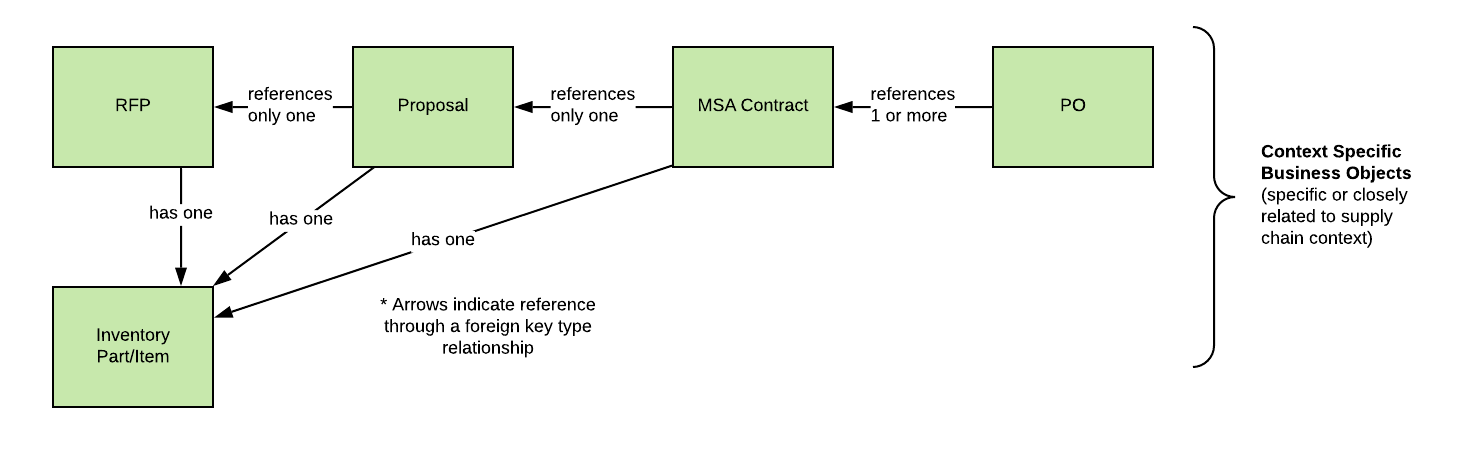 RFP
references
only one
Proposal
references
only one
MSA Contract
references
1 or more
PO
Context Specific
Business Objects
(specific or closely
related to supply
chain context)
has one
has one
has one
* Arrows indicate reference
through a foreign key type
relationship
Inventory
Part/Item